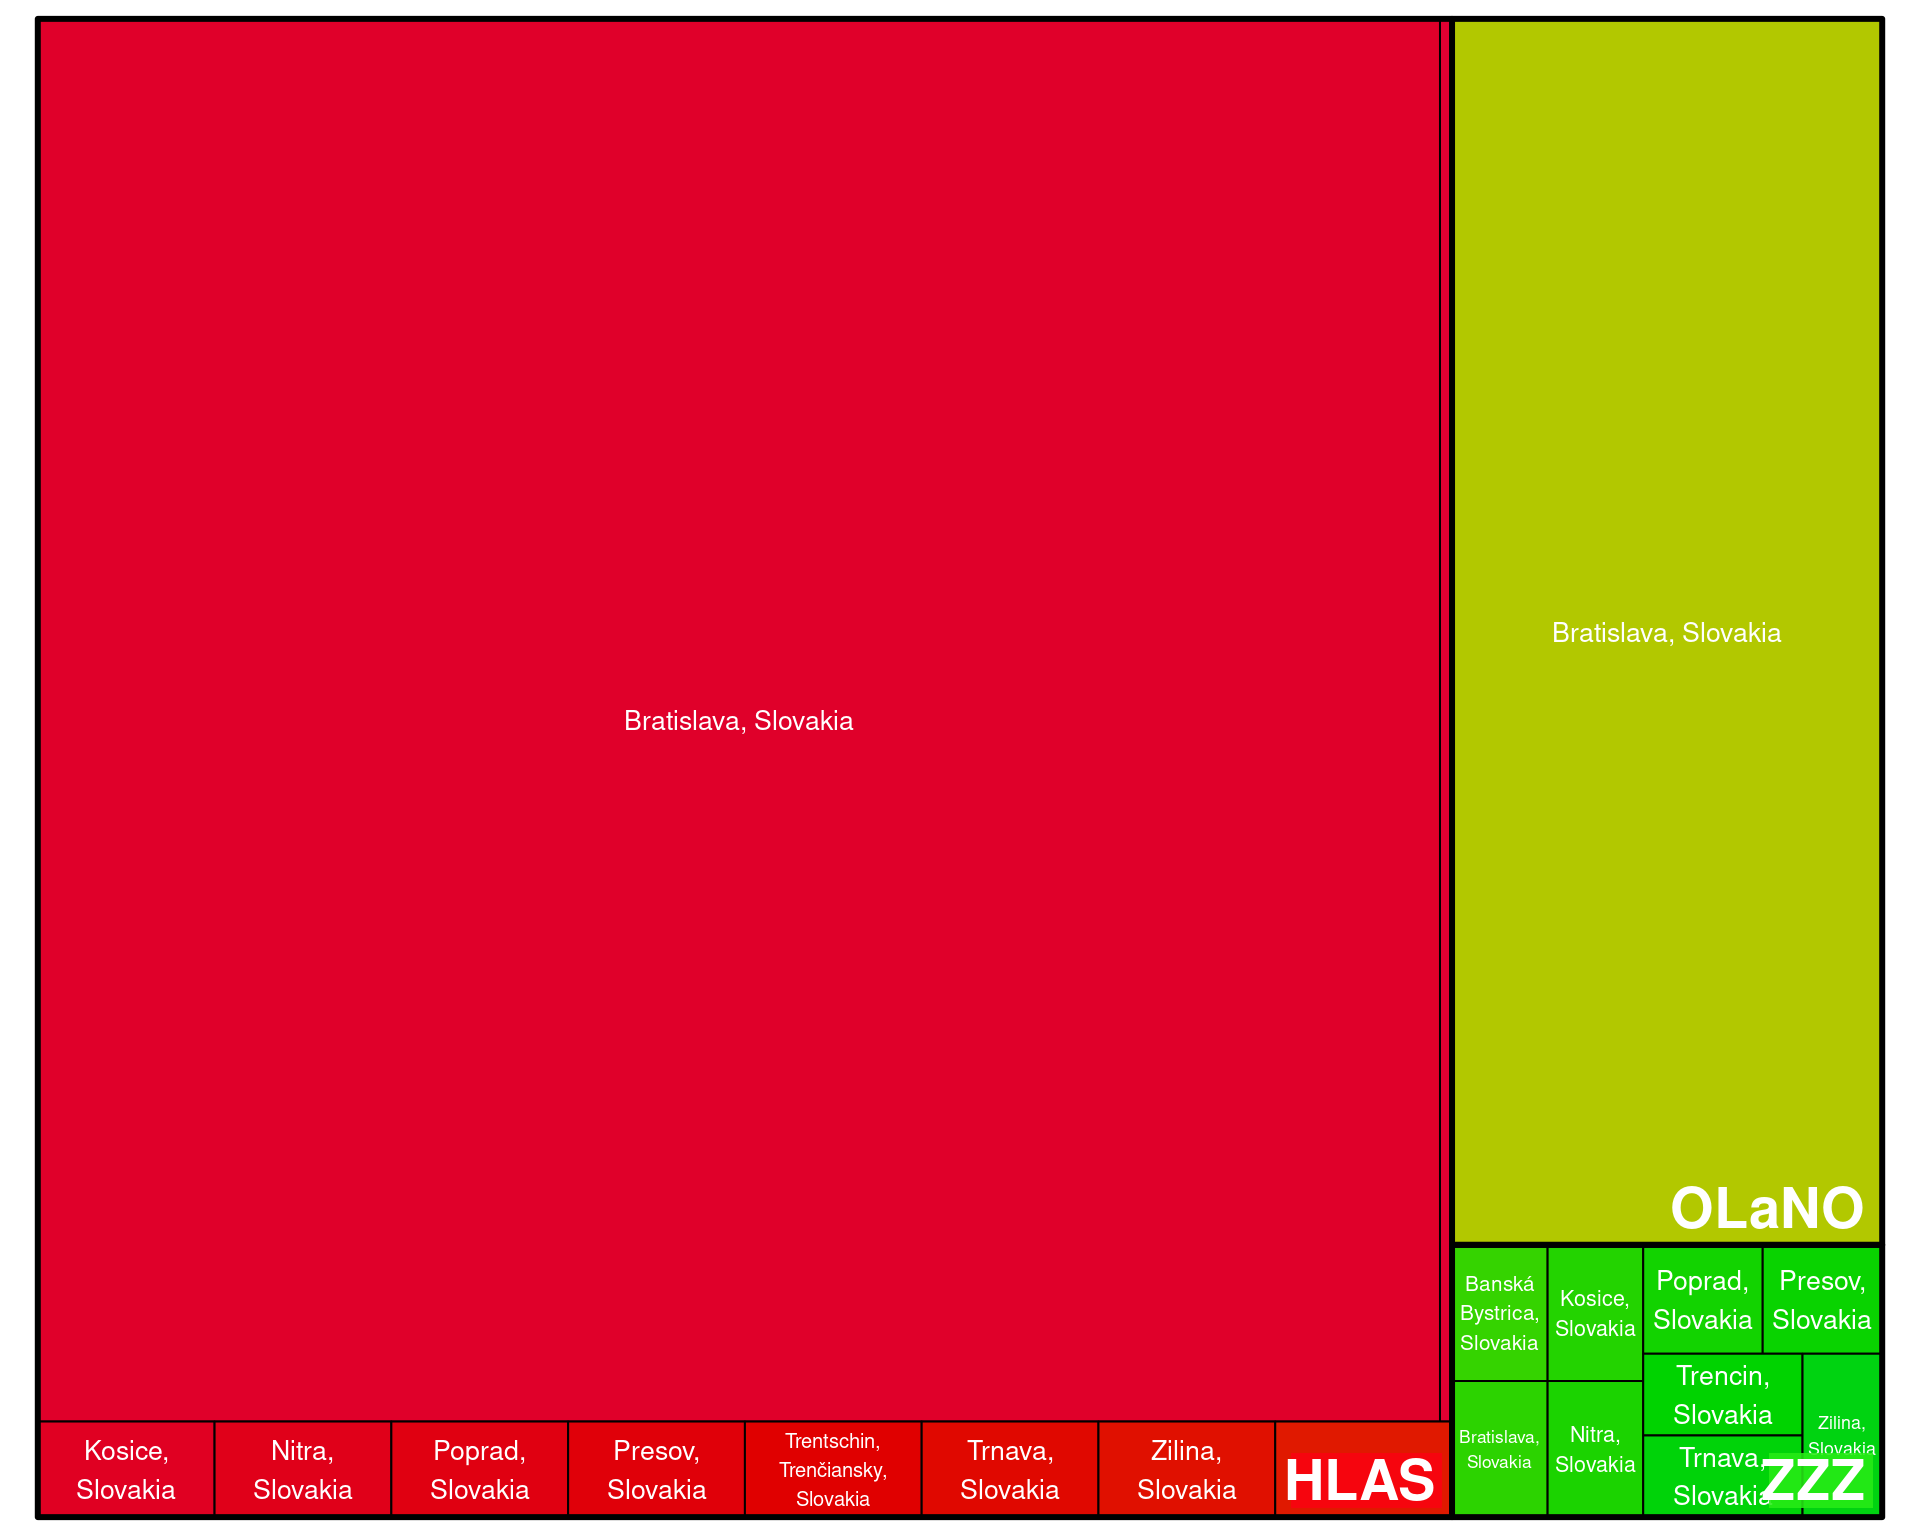 Bratislava, Slovakia
Kosice,
Slovakia
Nitra,
Slovakia
Poprad,
Slovakia
Presov,
Slovakia
Trentschin,
Trenčiansky,
Slovakia
Trnava,
Slovakia
Zilina,
Slovakia
HLAS
Bratislava, Slovakia
OLaNO
Banská
Bystrica,
Slovakia
Kosice,
Slovakia
Poprad,
Slovakia
Presov,
Slovakia
Bratislava,
Slovakia
Nitra,
Slovakia
Trencin,
Slovakia
Trnava,
Slovakia
Zilina,
Slovakia
ZZZ